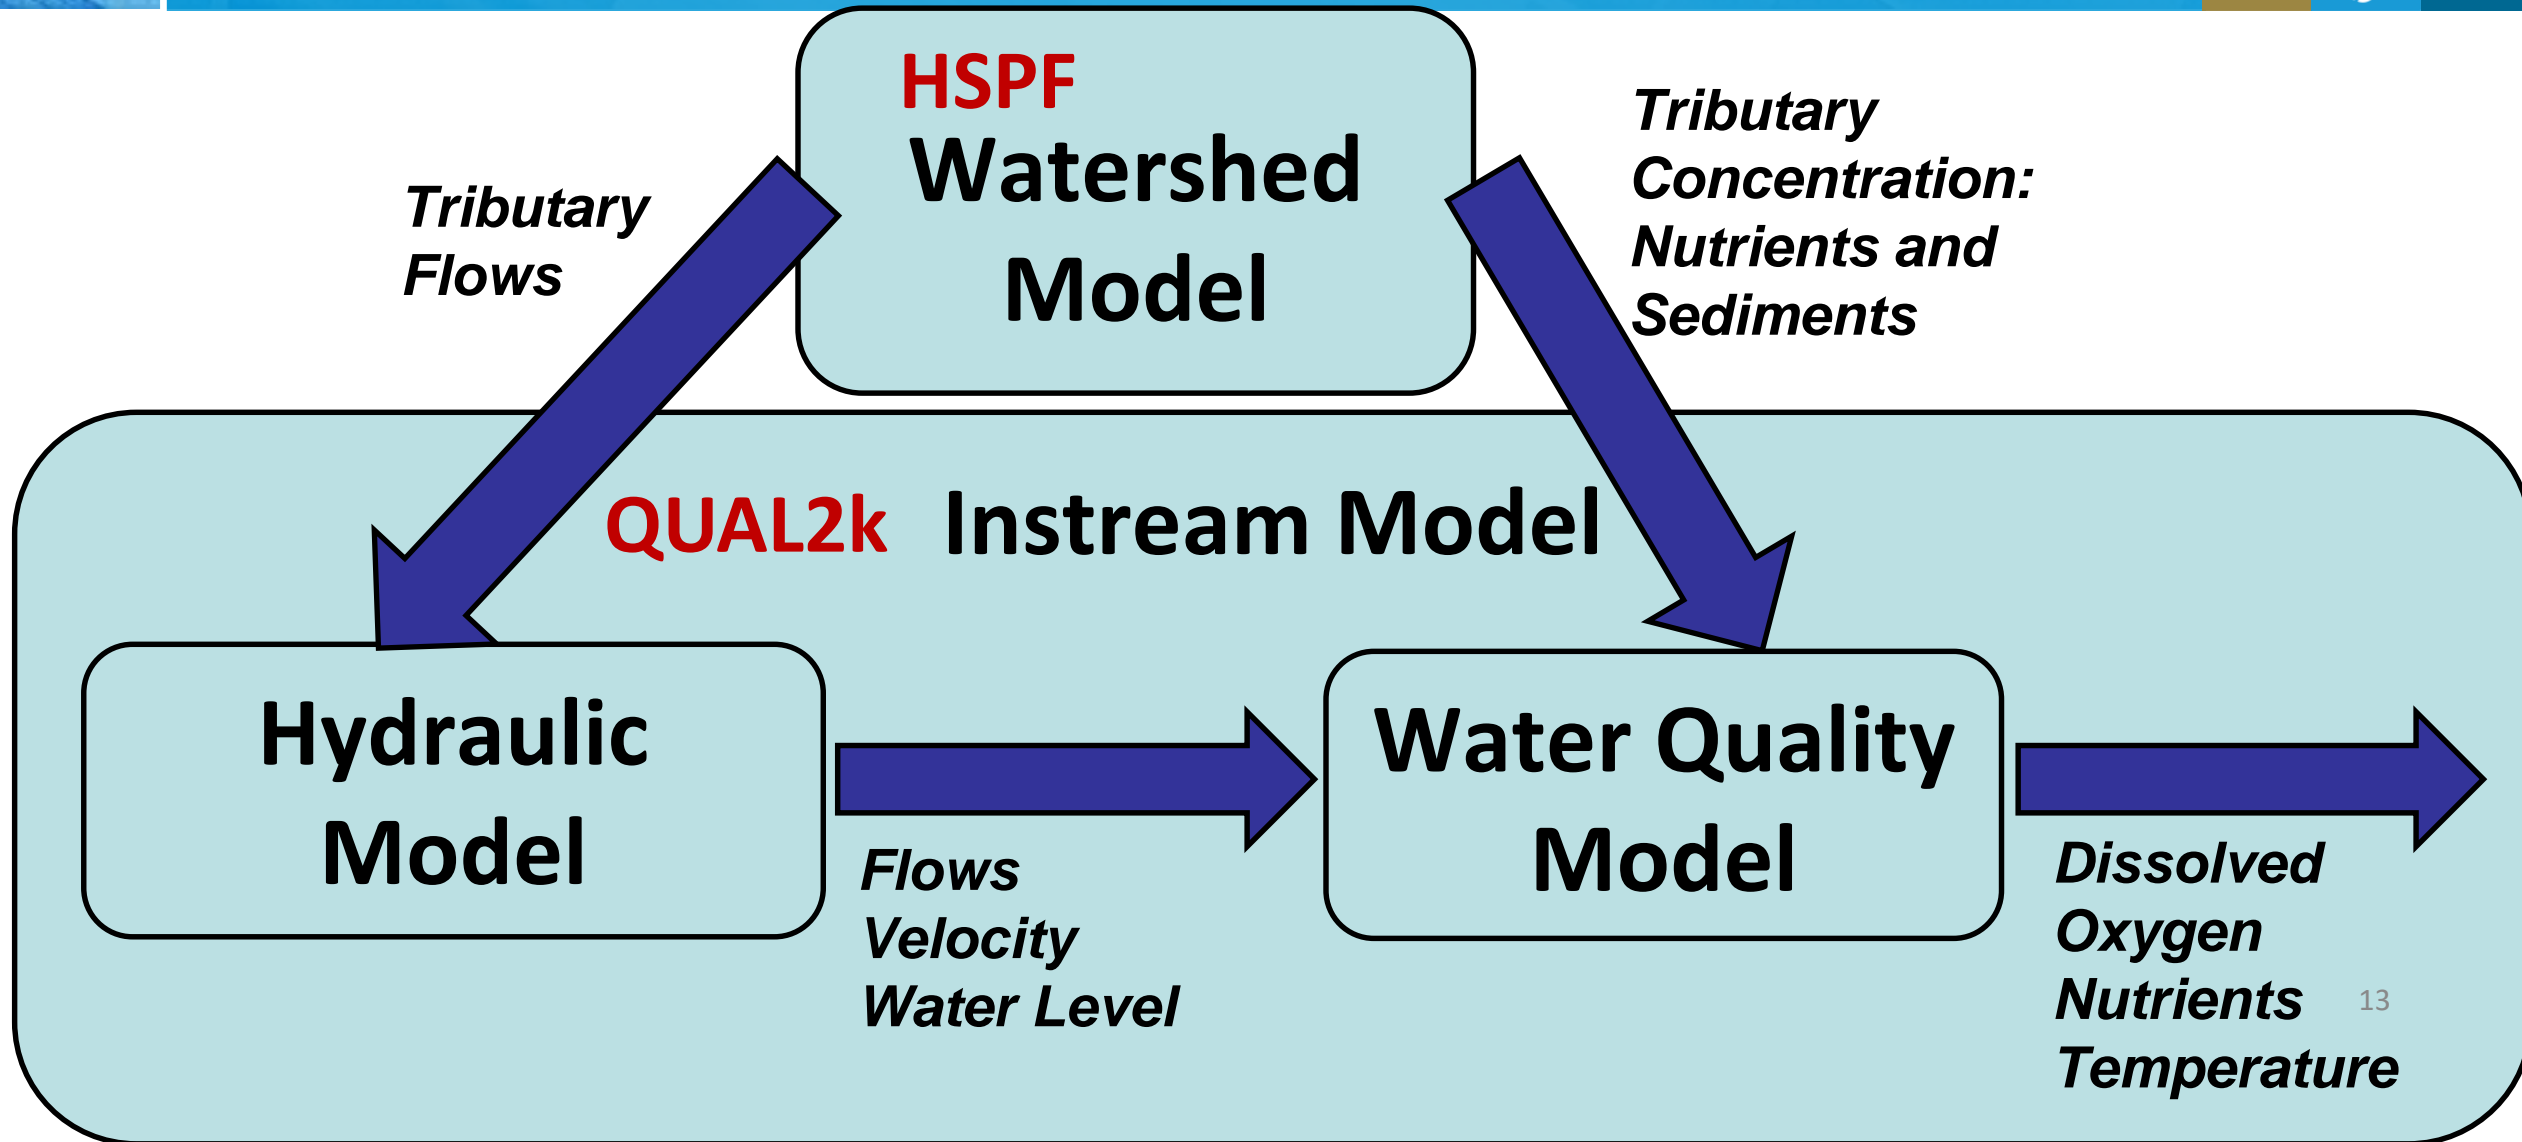 HSPF
Watershed
Model
Tributary
Flows
Tributary
Concentration:
Nutrients and
Sediments
QUAL2k Instream Model
Hydraulic
Model
Flows
Velocity
Water Level
Water Quality
Model
Dissolved
Oxygen
Nutrients
Temperature
13